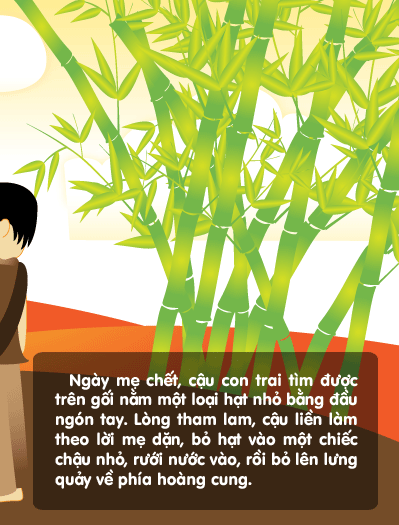 Ngày mẹ chết, cậu con trai tìm được
trên gối nằm một loại hạt nhỏ bằng đầu
ngón tay. Lòng tham lam, cậu liền làm
theo lời mẹ dặn, bỏ hạt vào một chiếc
chậu nhỏ, rưới nước vào, rồi bỏ lên lưng
quảy về phía hoàng cung.